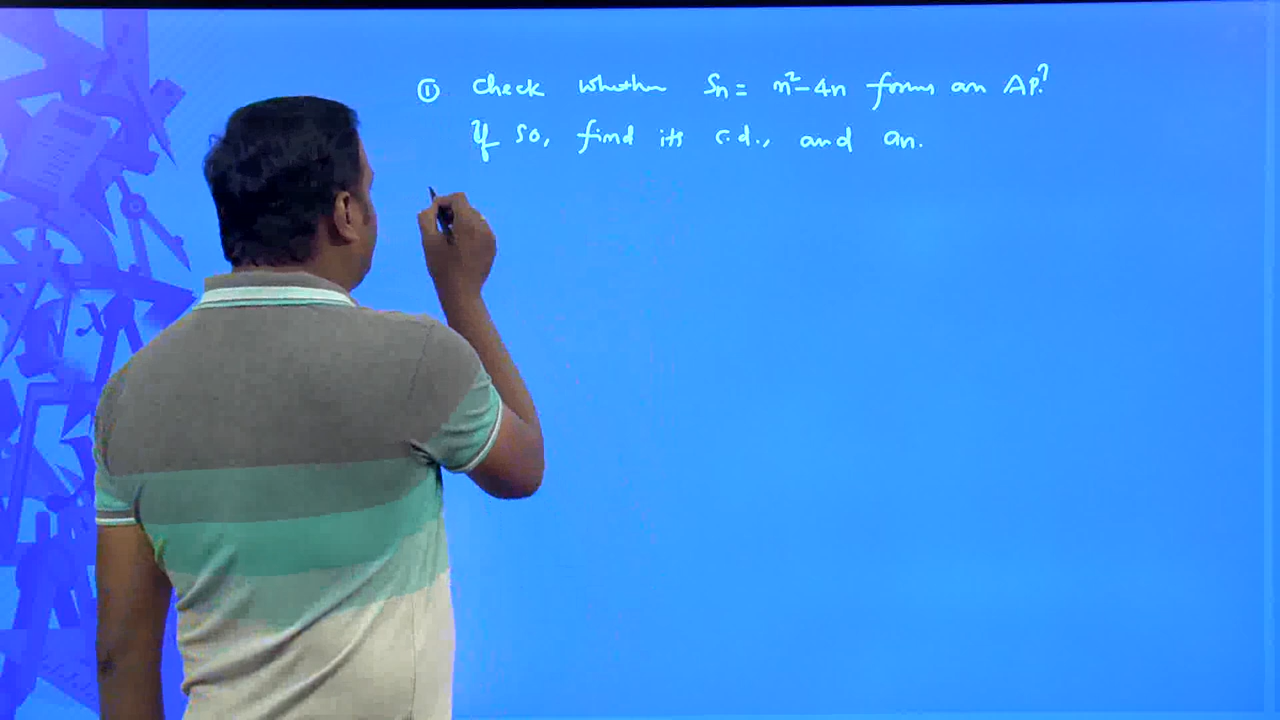 ① check whether Sn = n²-4n forms an AP?
If so, find its c.d., and an.